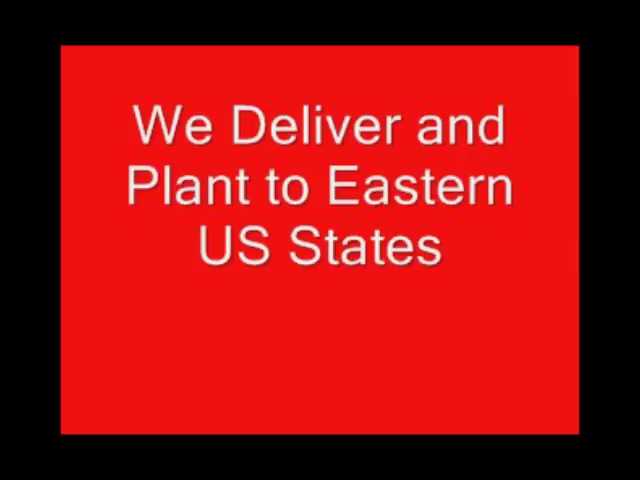 We Deliver and
Plant to Eastern
US States